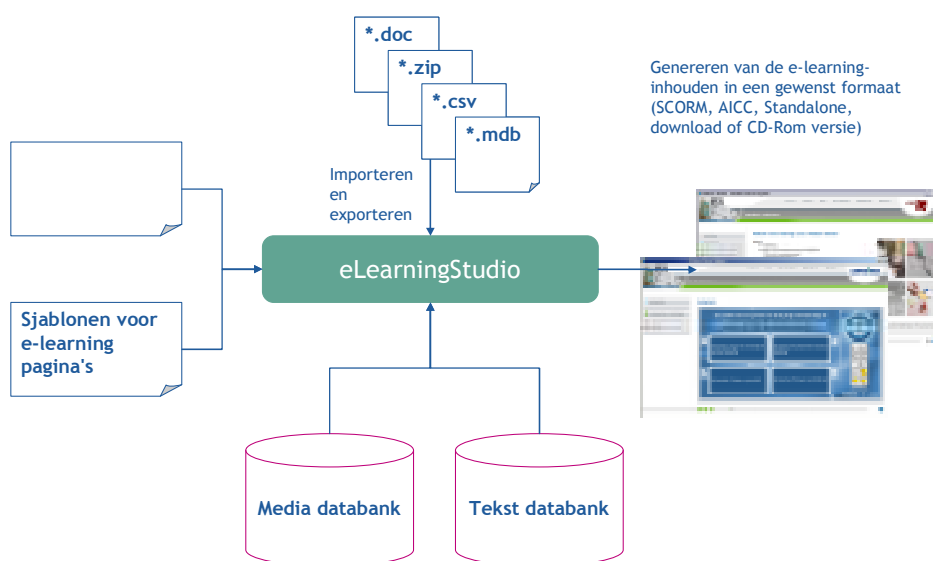 *.doc
*.zip
*.csv
*.mdb
Genereren van de e-learning-
inhouden in een gewenst formaat
(SCORM, AICC, Standalone,
download of CD-Rom versie)
Importeren
en
exporteren
eLearningStudio
Sjablonen voor
e-learning
pagina's
Media databank
Tekst databank